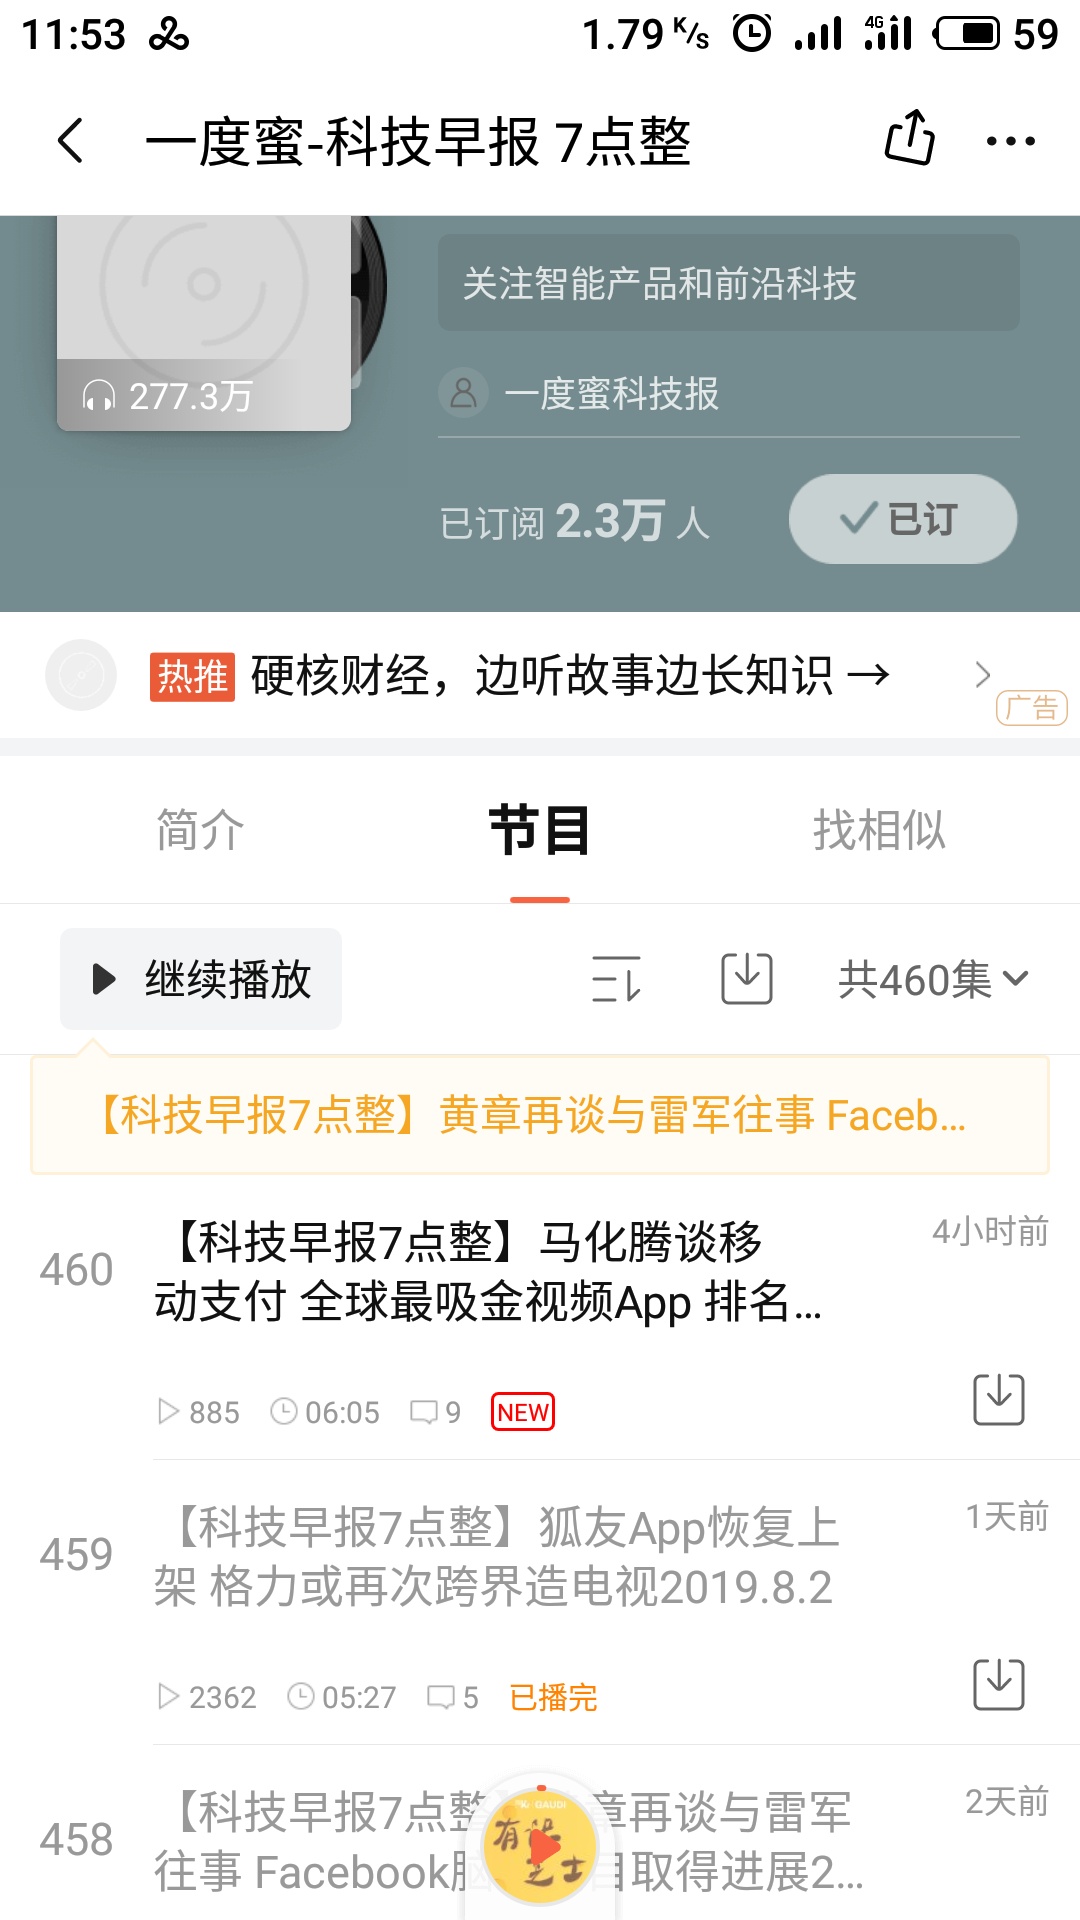 11:53 1.79 K/s 4G 59
一度蜜-科技早报 7点整
关注智能产品和前沿科技
277.3万
一度蜜科技报
已订阅 2.3万 人 已订
热推 硬核财经，边听故事边长知识 →
广告
简介 节目 找相似
继续播放 共460集
【科技早报7点整】黄章再谈与雷军往事 Faceb...
460 【科技早报7点整】马化腾谈移 4小时前
动支付 全球最吸金视频App 排名...
885 06:05 9 NEW
459 【科技早报7点整】狐友App恢复上 1天前
架 格力或再次跨界造电视2019.8.2
2362 05:27 5 已播完
458 【科技早报7点整 章再谈与雷军 2天前
往事 Facebook 目取得进展2...
GAUDI
有
芝士